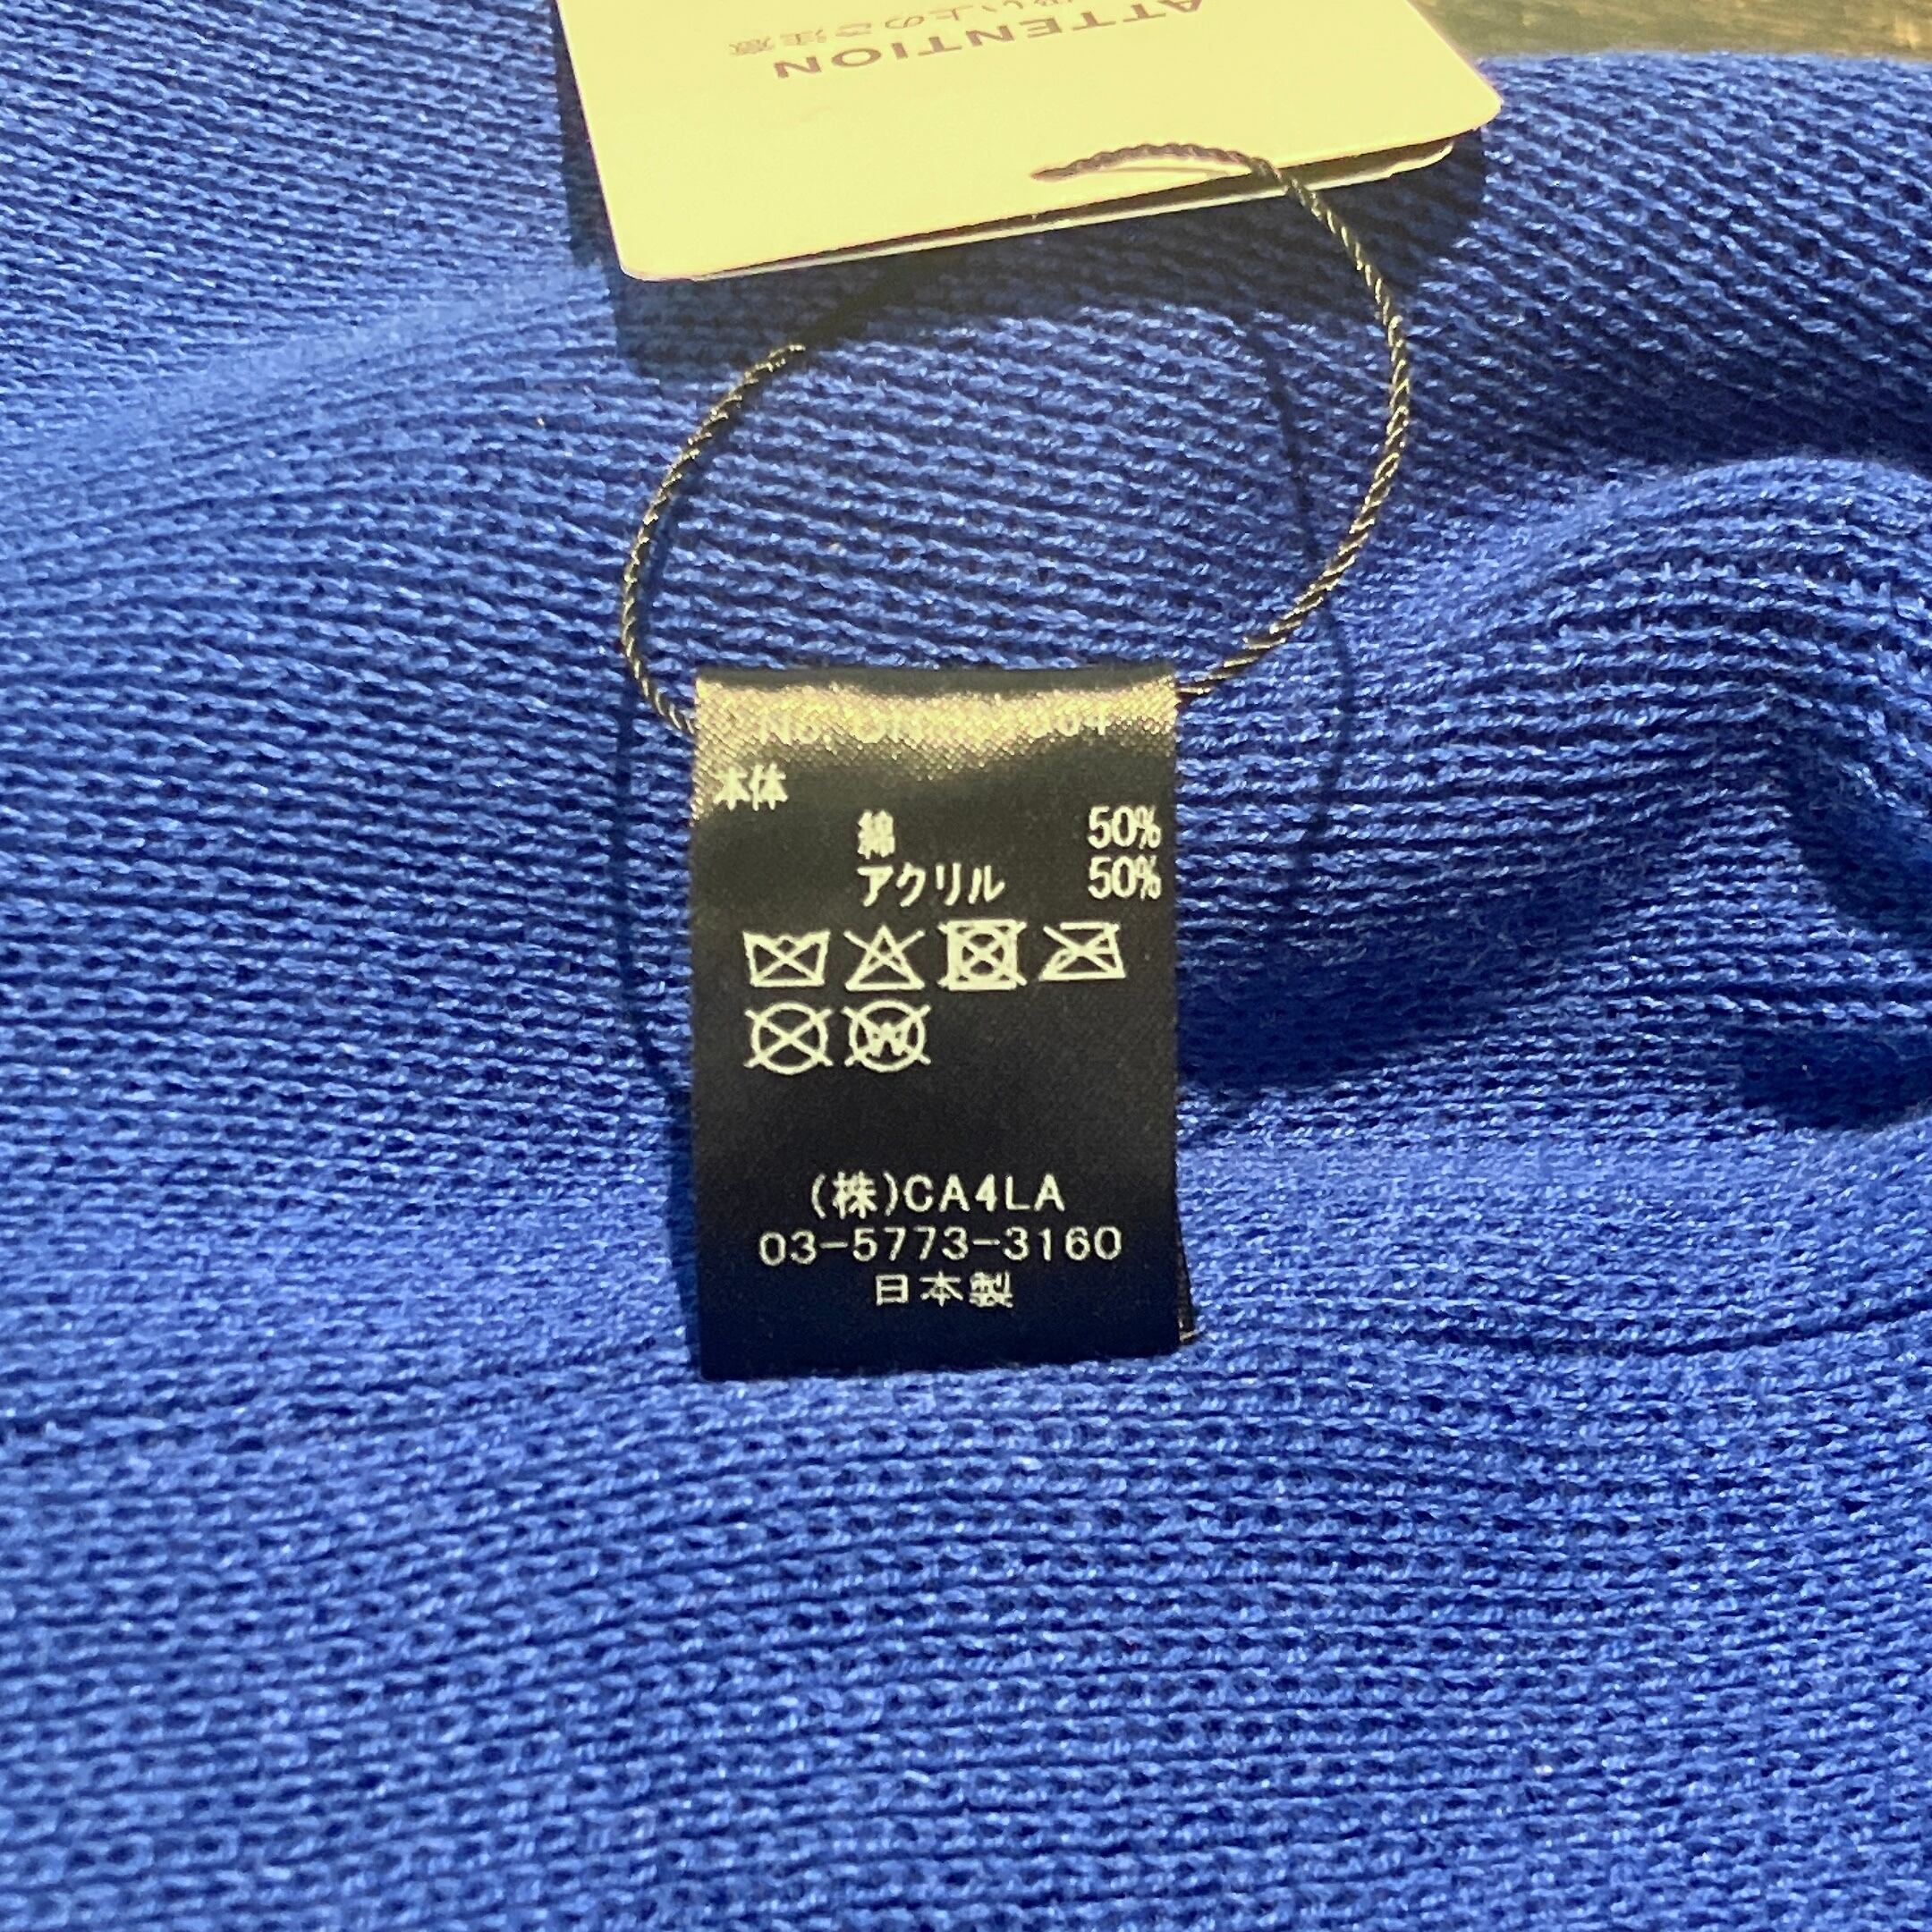 ATTENTION
本体
綿 50%
アクリル 50%
(株)CA4LA
03-5773-3160
日本製